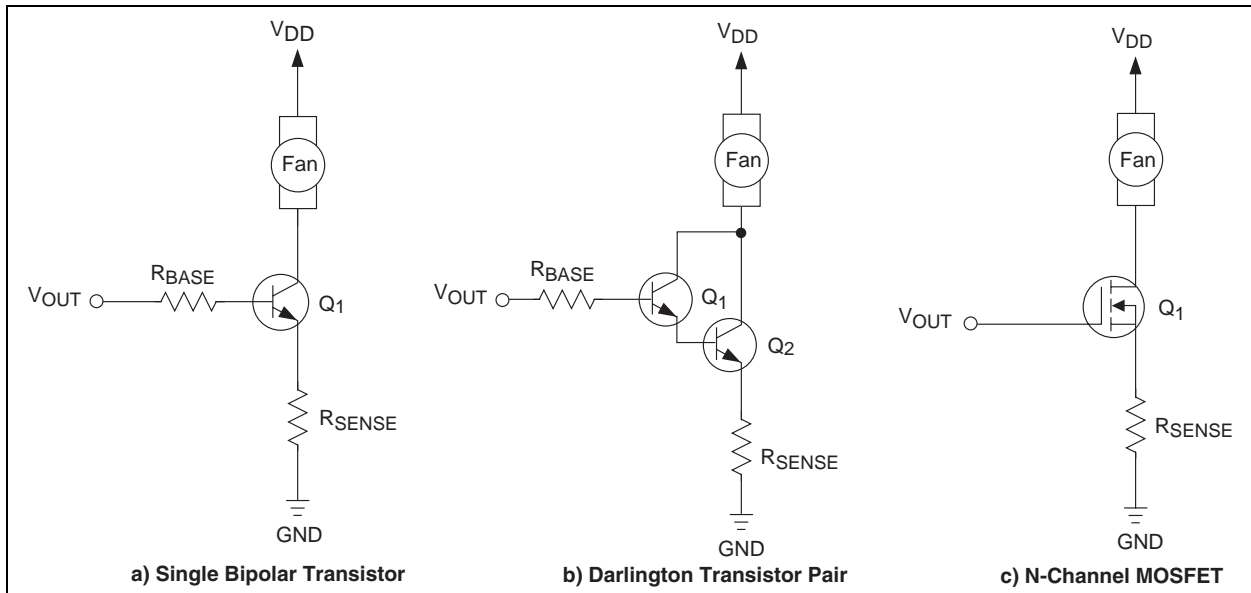 VDD
Fan
RBASE
VOUT
Q1
RSENSE
GND
a) Single Bipolar Transistor
VDD
Fan
RBASE
VOUT
Q1
Q2
RSENSE
GND
b) Darlington Transistor Pair
VDD
Fan
VOUT
Q1
RSENSE
GND
c) N-Channel MOSFET